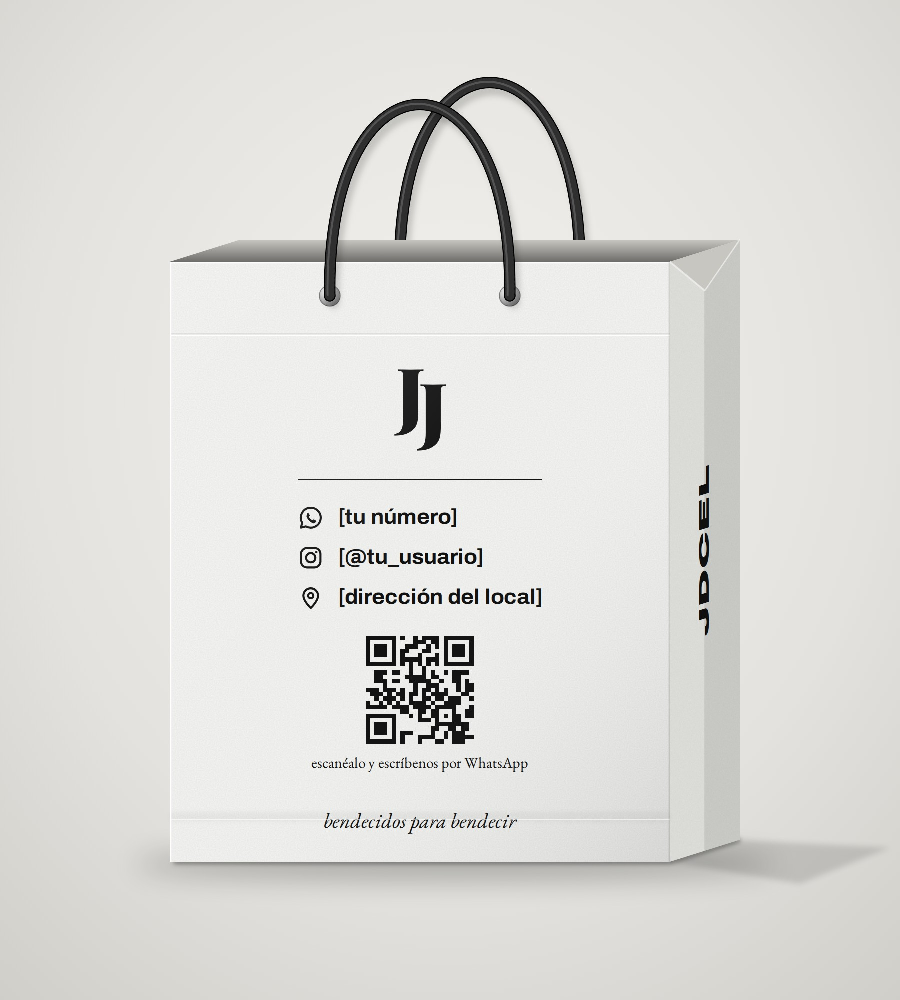 JJ
[tu número]
[@tu_usuario]
[dirección del local]
escanéalo y escríbenos por WhatsApp
bendecidos para bendecir
JDCEL